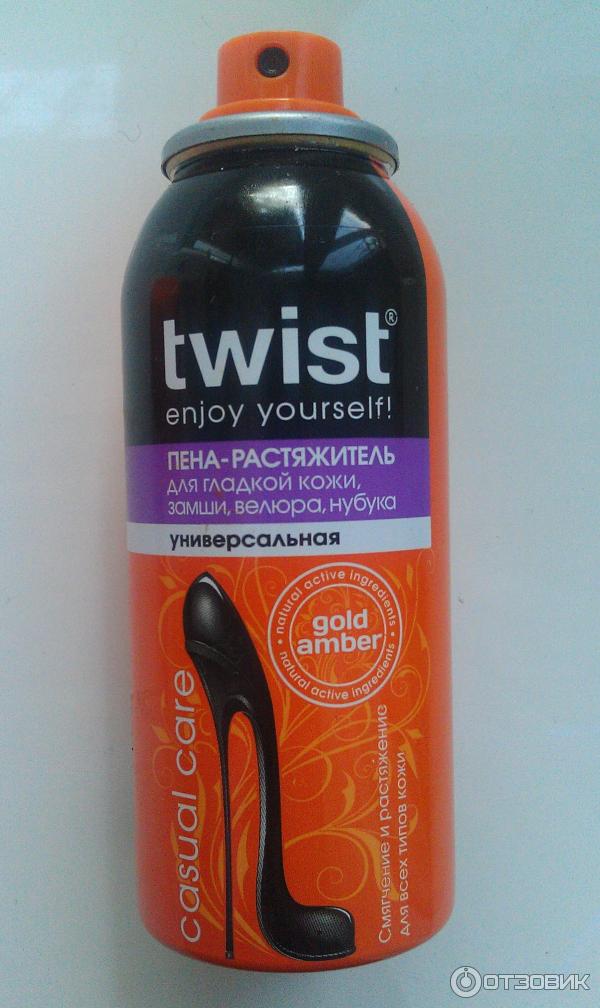 twist®
enjoy yourself!
ПЕНА-РАСТЯЖИТЕЛЬ
для гладкой кожи,
замши, велюра, нубука
универсальная
• natural active ingredients •
gold
amber
natural active ingredients
casual care
Смягчение и растяжение
для всех типов кожи
ОТЗОВИК